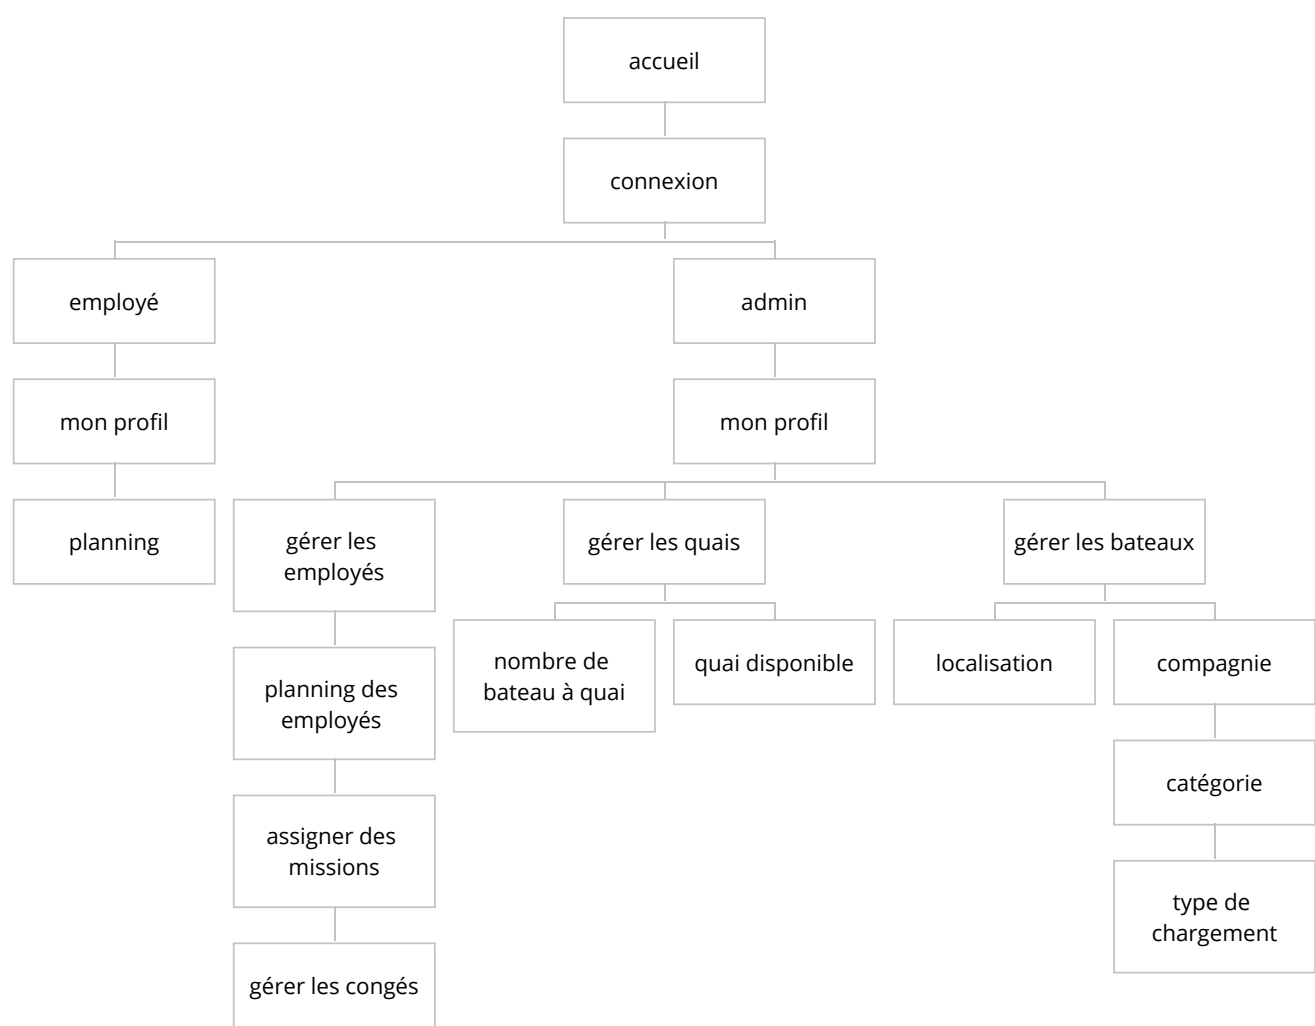 accueil
connexion
employé
admin
mon profil
mon profil
planning
gérer les
employés
gérer les quais
gérer les bateaux
nombre de
bateau à quai
quai disponible
localisation
compagnie
planning des
employés
catégorie
assigner des
missions
type de
chargement
gérer les congés